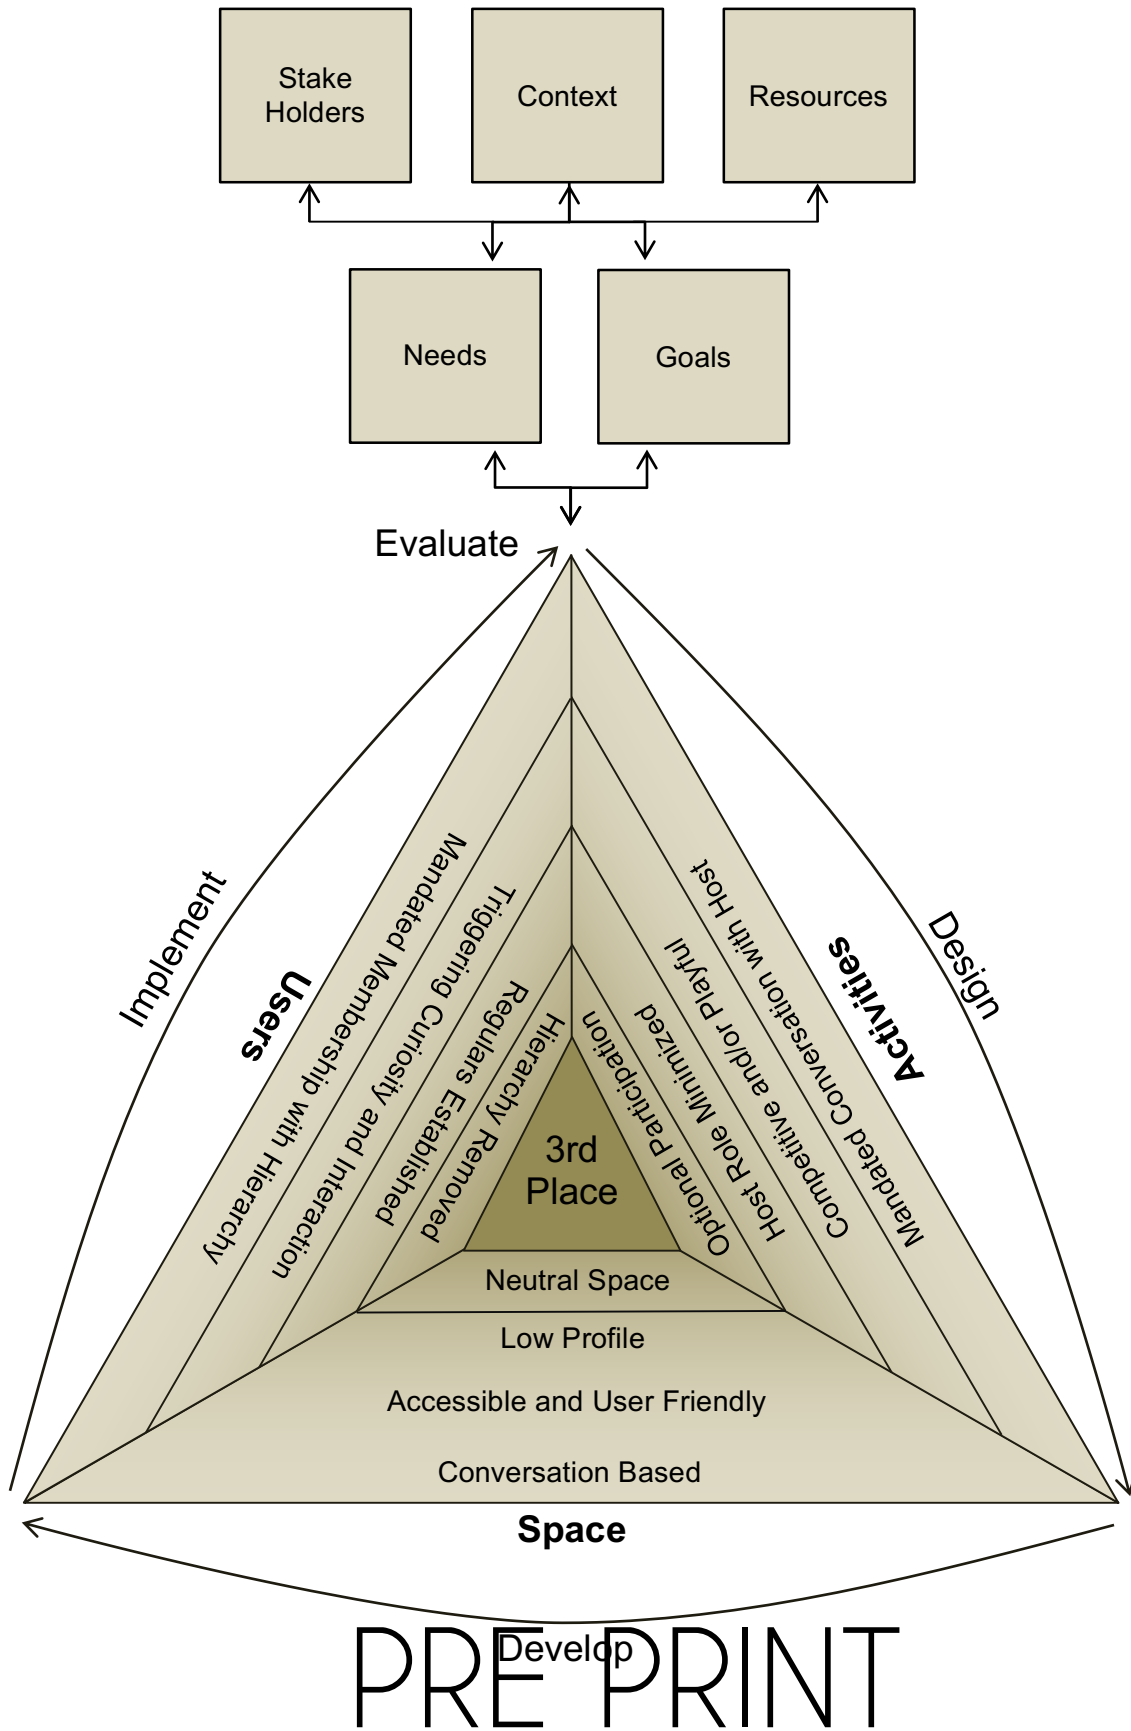 Stake
Holders
Context
Resources
Needs
Goals
Evaluate
Implement
Design
Users
Activities
Mandated Membership with Hierarchy
Triggering Curiosity and Interaction
Regulars Established
Hierarchy Removed
Mandated Conversation with Host
Competitive and/or Playful
Host Role Minimized
Optional Participation
3rd
Place
Neutral Space
Low Profile
Accessible and User Friendly
Conversation Based
Space
Develop
PRE PRINT